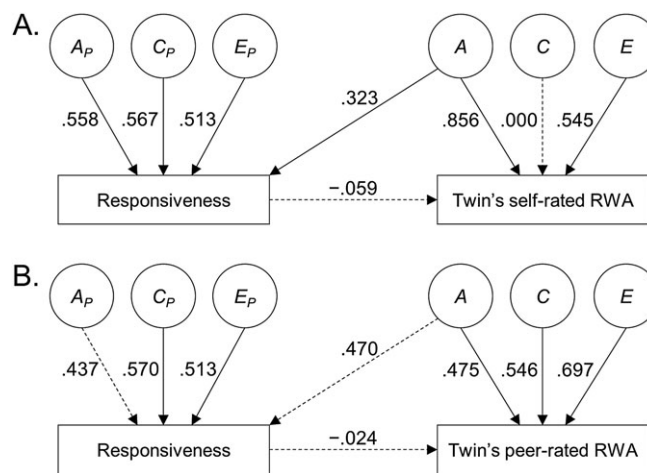 A.
A_P C_P E_P A C E
.323
.558 .567 .513 .856 .000 .545
Responsiveness −.059 Twin's self-rated RWA
B.
A_P C_P E_P A C E
.470
.437 .570 .513 .475 .546 .697
Responsiveness −.024 Twin's peer-rated RWA